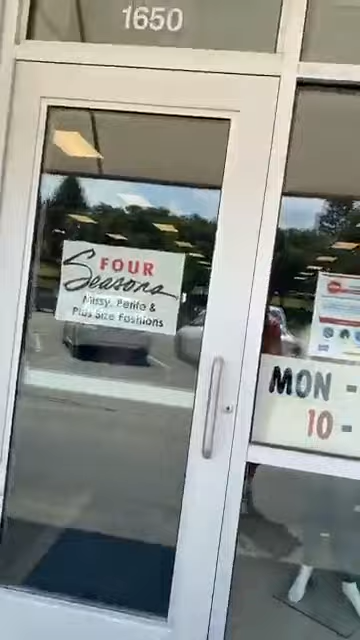 1650
FOUR
Seasons
Missy, Petite &
Plus Size Fashions
MON -
10 -